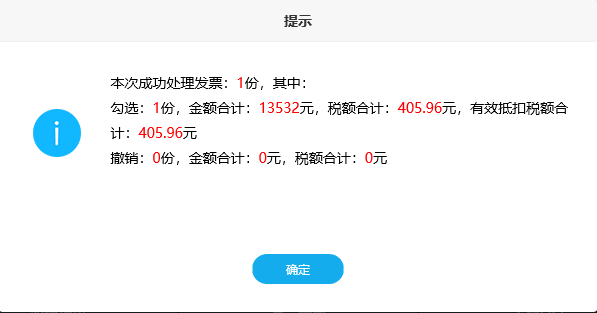 提示
本次成功处理发票：1份，其中：
勾选：1份，金额合计：13532元，税额合计：405.96元，有效抵扣税额合
计：405.96元
撤销：0份，金额合计：0元，税额合计：0元
确定